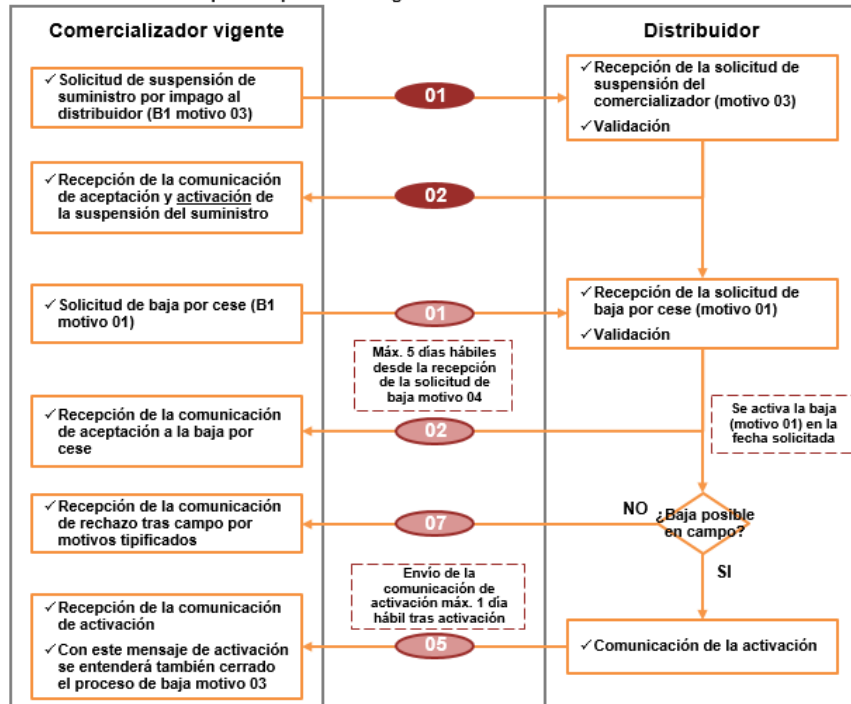 Comercializador vigente
Distribuidor
✓ Solicitud de suspensión de
suministro por impago al
distribuidor (B1 motivo 03)
01
✓ Recepción de la solicitud de
suspensión del
comercializador (motivo 03)
✓ Validación
✓ Recepción de la comunicación
de aceptación y activación de
la suspensión del suministro
02
✓ Solicitud de baja por cese (B1
motivo 01)
01
✓ Recepción de la solicitud de
baja por cese (motivo 01)
✓ Validación
Máx. 5 días hábiles
desde la recepción
de la solicitud de
baja motivo 04
Se activa la baja
(motivo 01) en la
fecha solicitada
✓ Recepción de la comunicación
de aceptación a la baja por
cese
02
✓ Recepción de la comunicación
de rechazo tras campo por
motivos tipificados
07
NO
¿Baja posible
en campo?
SI
Envío de la
comunicación de
activación máx. 1 día
hábil tras activación
✓ Recepción de la comunicación
de activación
✓ Con este mensaje de activación
se entenderá también cerrado
el proceso de baja motivo 03
05
✓ Comunicación de la activación